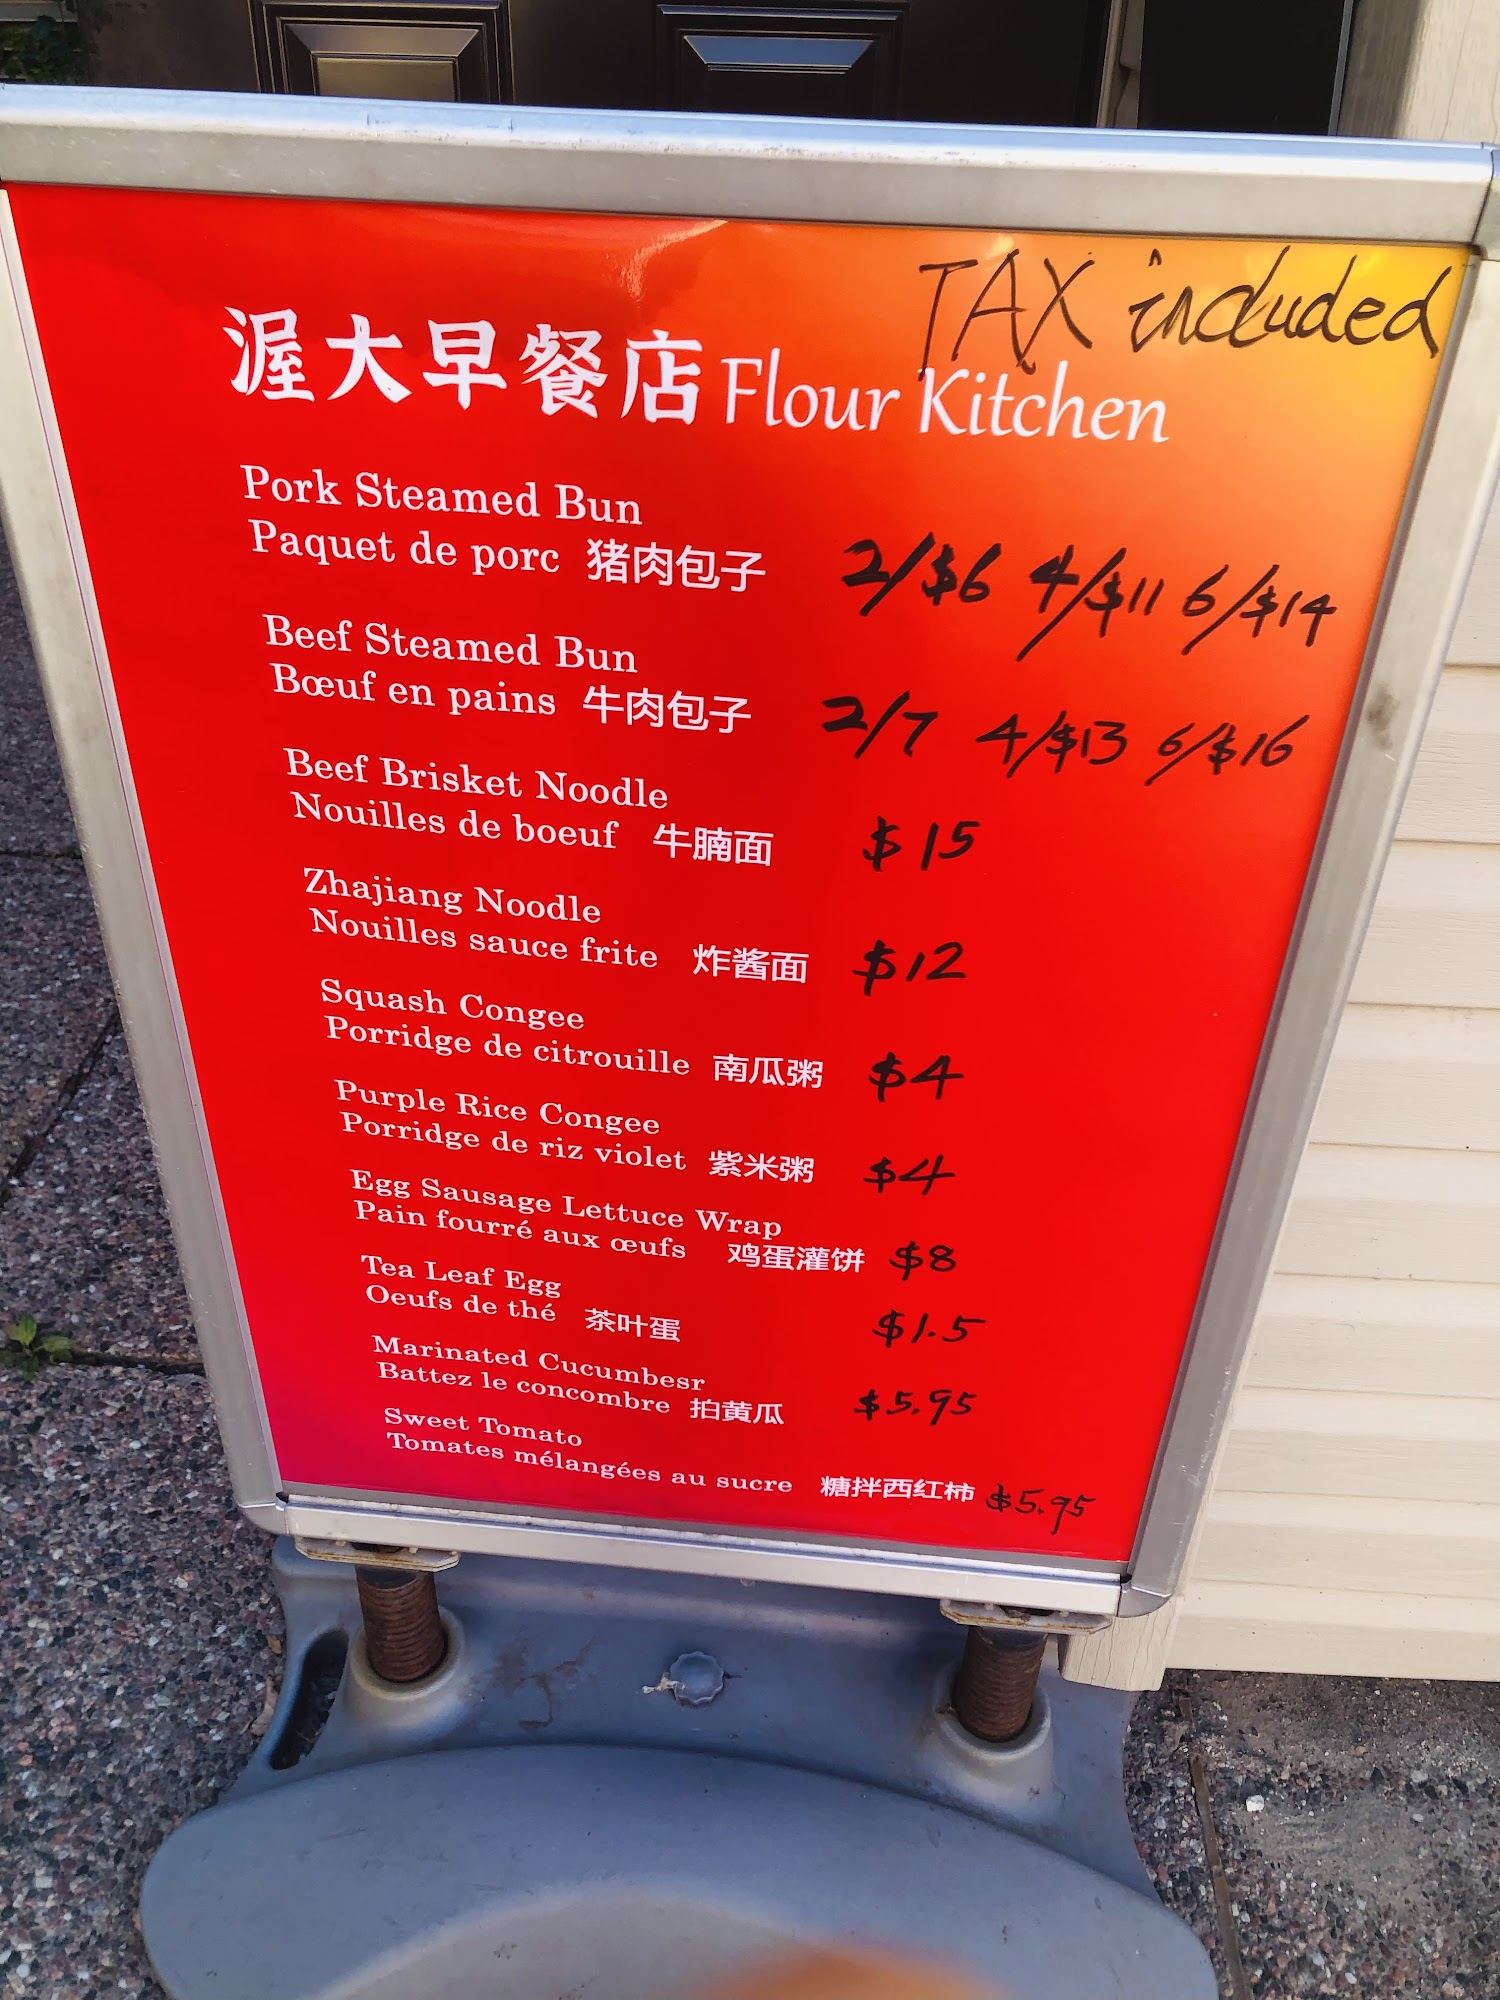 TAX included
渥大早餐店 Flour Kitchen
Pork Steamed Bun
Paquet de porc 猪肉包子 2/$6 4/$11 6/$14
Beef Steamed Bun
Bœuf en pains 牛肉包子 2/7 4/$13 6/$16
Beef Brisket Noodle
Nouilles de boeuf 牛腩面 $15
Zhajiang Noodle
Nouilles sauce frite 炸酱面 $12
Squash Congee
Porridge de citrouille 南瓜粥 $4
Purple Rice Congee
Porridge de riz violet 紫米粥 $4
Egg Sausage Lettuce Wrap
Pain fourré aux œufs 鸡蛋灌饼 $8
Tea Leaf Egg
Oeufs de thé 茶叶蛋 $1.5
Marinated Cucumbesr
Battez le concombre 拍黄瓜 $5.95
Sweet Tomato
Tomates mélangées au sucre 糖拌西红柿 $5.95